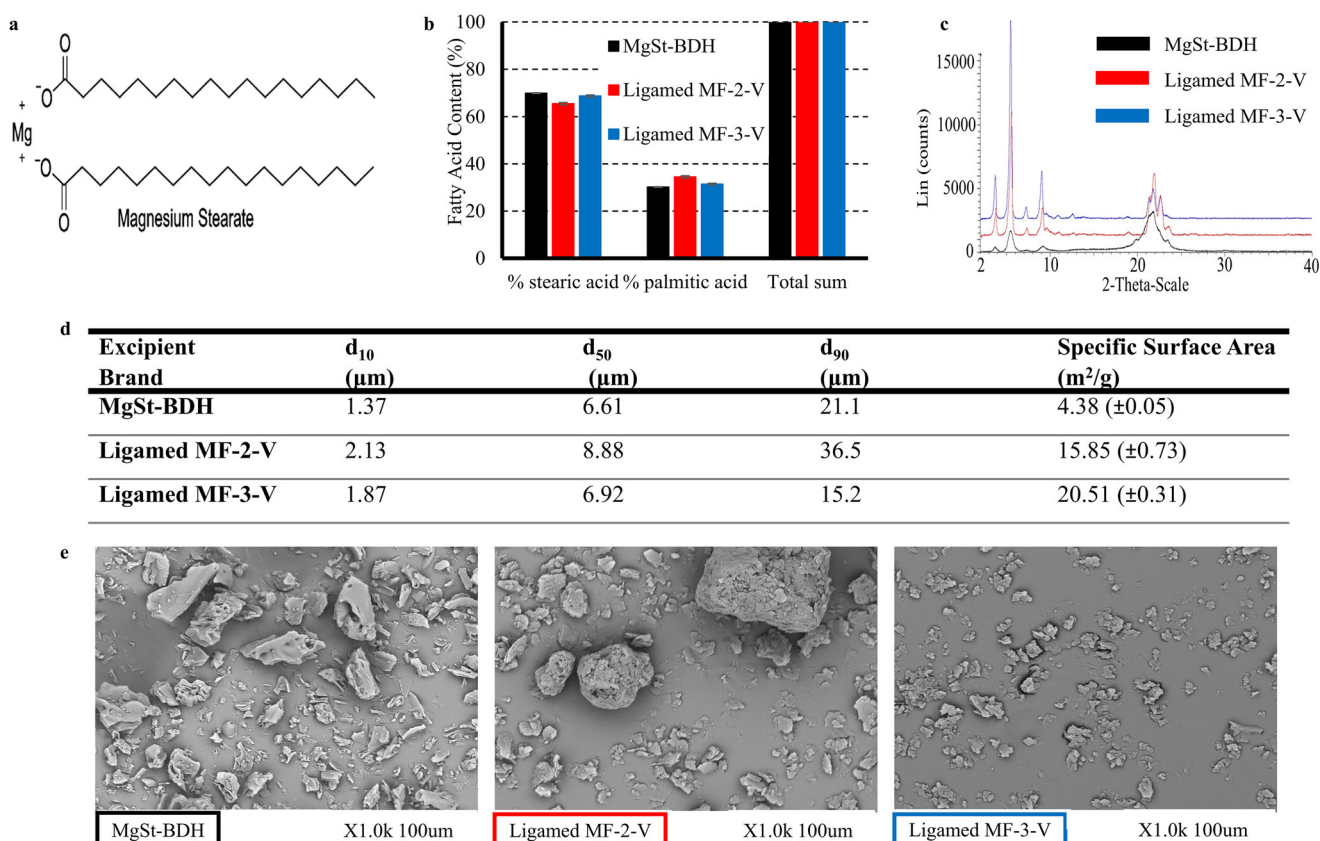 a
O
-O
+
Mg
+
-O
O
Magnesium Stearate
b
Fatty Acid Content (%)
100
80
60
40
20
0
MgSt-BDH
Ligamed MF-2-V
Ligamed MF-3-V
% stearic acid
% palmitic acid
Total sum
c
Lin (counts)
15000
10000
5000
0
MgSt-BDH
Ligamed MF-2-V
Ligamed MF-3-V
2
10
20
30
40
2-Theta-Scale
d
Excipient d₁₀ d₅₀ d₉₀ Specific Surface Area
Brand (µm) (µm) (µm) (m²/g)
MgSt-BDH 1.37 6.61 21.1 4.38 (±0.05)
Ligamed MF-2-V 2.13 8.88 36.5 15.85 (±0.73)
Ligamed MF-3-V 1.87 6.92 15.2 20.51 (±0.31)
e
MgSt-BDH X1.0k 100um
Ligamed MF-2-V X1.0k 100um
Ligamed MF-3-V X1.0k 100um